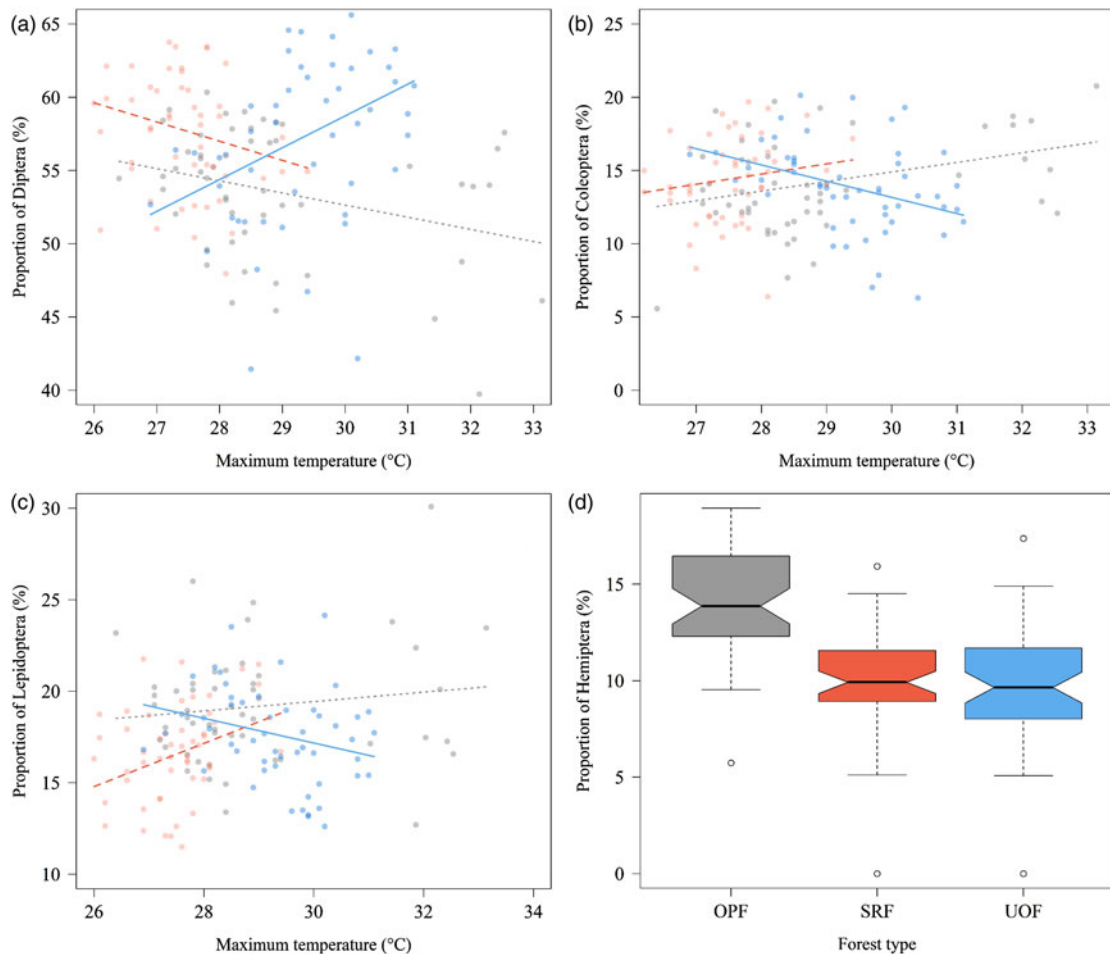 (a)
Proportion of Diptera (%)
65
60
55
50
45
40
26 27 28 29 30 31 32 33
Maximum temperature (°C)
(b)
Proportion of Coleoptera (%)
25
20
15
10
5
0
27 28 29 30 31 32 33
Maximum temperature (°C)
(c)
Proportion of Lepidoptera (%)
30
25
20
15
10
26 28 30 32 34
Maximum temperature (°C)
(d)
Proportion of Hemiptera (%)
15
10
5
0
OPF SRF UOF
Forest type